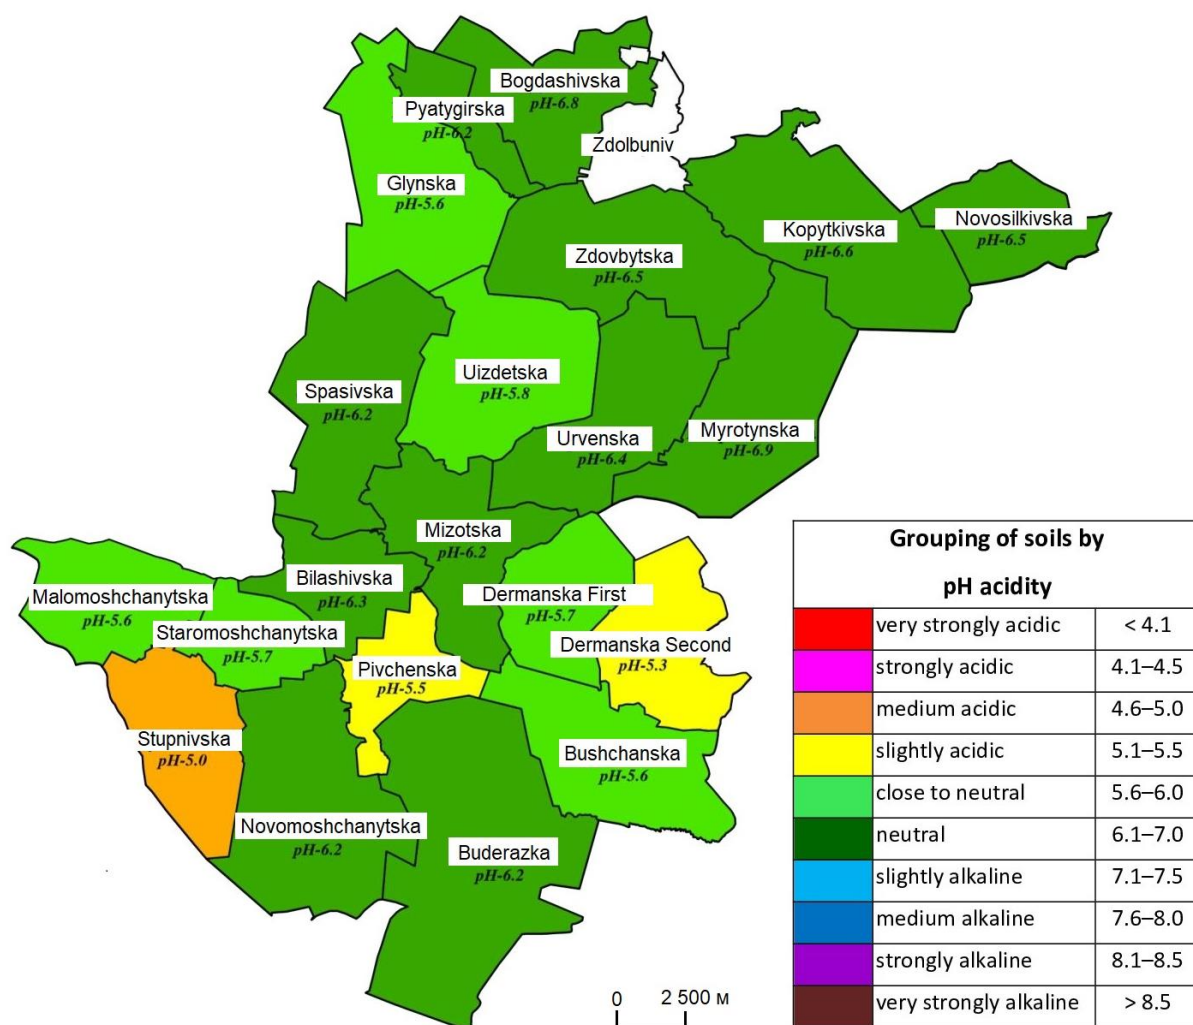 Bogdashivska
pH-6.8
Pyatygirska
pH-6.2
Zdolbuniv
Glynska
pH-5.6
Novosilkivska
pH-6.5
Kopytkivska
pH-6.6
Zdovbytska
pH-6.5
Uizdetska
pH-5.8
Spasivska
pH-6.2
Myrotynska
pH-6.9
Urvenska
pH-6.4
Mizotska
pH-6.2
Bilashivska
pH-6.3
Malomoshchanytska
pH-5.6
Dermanska First
pH-5.7
Staromoshchanytska
pH-5.7
Dermanska Second
pH-5.3
Pivchenska
pH-5.5
Stupnivska
pH-5.0
Bushchanska
pH-5.6
Novomoshchanytska
pH-6.2
Buderazka
pH-6.2
Grouping of soils by
pH acidity
very strongly acidic < 4.1
strongly acidic 4.1–4.5
medium acidic 4.6–5.0
slightly acidic 5.1–5.5
close to neutral 5.6–6.0
neutral 6.1–7.0
slightly alkaline 7.1–7.5
medium alkaline 7.6–8.0
strongly alkaline 8.1–8.5
very strongly alkaline > 8.5
0 2 500 м